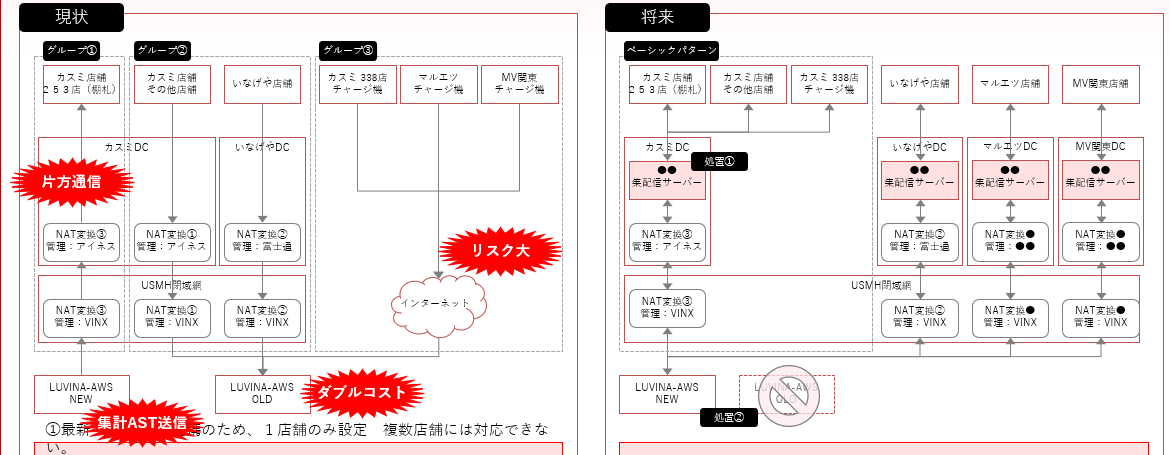 現状
グループ①
グループ②
グループ③
カスミ店舗
２５３店（棚札）
カスミ店舗
その他店舗
いなげや店舗
カスミ 338店
チャージ機
マルエツ
チャージ機
MV関東
チャージ機
カスミDC
いなげやDC
片方通信
NAT変換③
管理：アイネス
NAT変換①
管理：アイネス
NAT変換②
管理：富士通
リスク大
USMH閉域網
インターネット
NAT変換③
管理：VINX
NAT変換①
管理：VINX
NAT変換②
管理：VINX
LUVINA-AWS
NEW
LUVINA-AWS
OLD
ダブルコスト
集計AST送信
①最新
のため、１店舗のみ設定　複数店舗には対応できな
い。
将来
ベーシックパターン
カスミ店舗
２５３店（棚札）
カスミ店舗
その他店舗
カスミ 338店
チャージ機
いなげや店舗
マルエツ店舗
MV関東店舗
カスミDC
いなげやDC
マルエツDC
MV関東DC
処置①
●●
集配信サーバー
●●
集配信サーバー
●●
集配信サーバー
●●
集配信サーバー
NAT変換③
管理：アイネス
NAT変換②
管理：富士通
NAT変換●
管理：●●
NAT変換●
管理：●●
USMH閉域網
NAT変換③
管理：VINX
NAT変換②
管理：VINX
NAT変換●
管理：VINX
NAT変換●
管理：VINX
LUVINA-AWS
NEW
LUVINA-AWS
OLD
処置②